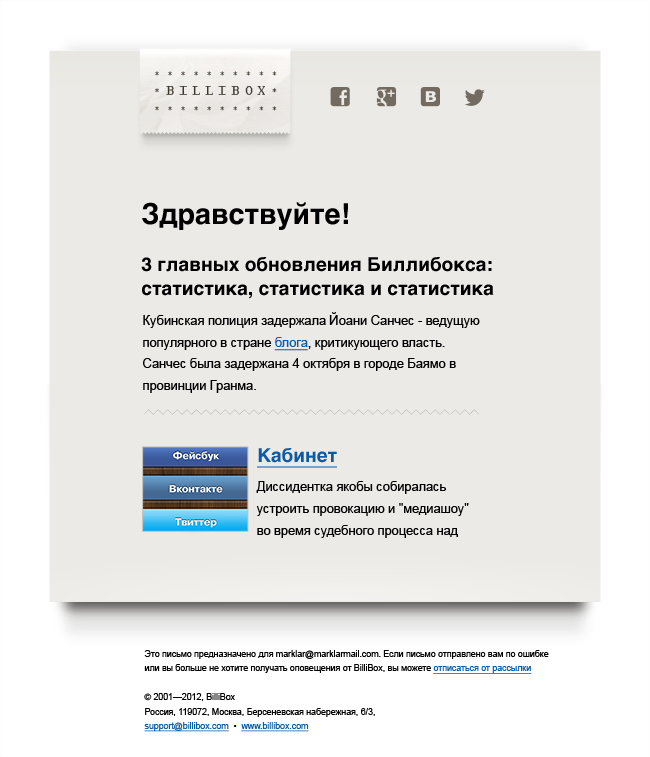 * * * * * * * * * *
* BILLIBOX *
* * * * * * * * * *
Здравствуйте!
3 главных обновления Биллибокса:
статистика, статистика и статистика
Кубинская полиция задержала Йоани Санчес - ведущую
популярного в стране блога, критикующего власть.
Санчес была задержана 4 октября в городе Баямо в
провинции Гранма.
Фейсбук
Вконтакте
Твиттер
Кабинет
Диссидентка якобы собиралась
устроить провокацию и "медиашоу"
во время судебного процесса над
Это письмо предназначено для marklar@marklarmail.com. Если письмо отправлено вам по ошибке
или вы больше не хотите получать оповещения от BilliBox, вы можете отписаться от рассылки
© 2001—2012, BilliBox
Россия, 119072, Москва, Берсеневская набережная, 6/3,
support@billibox.com • www.billibox.com